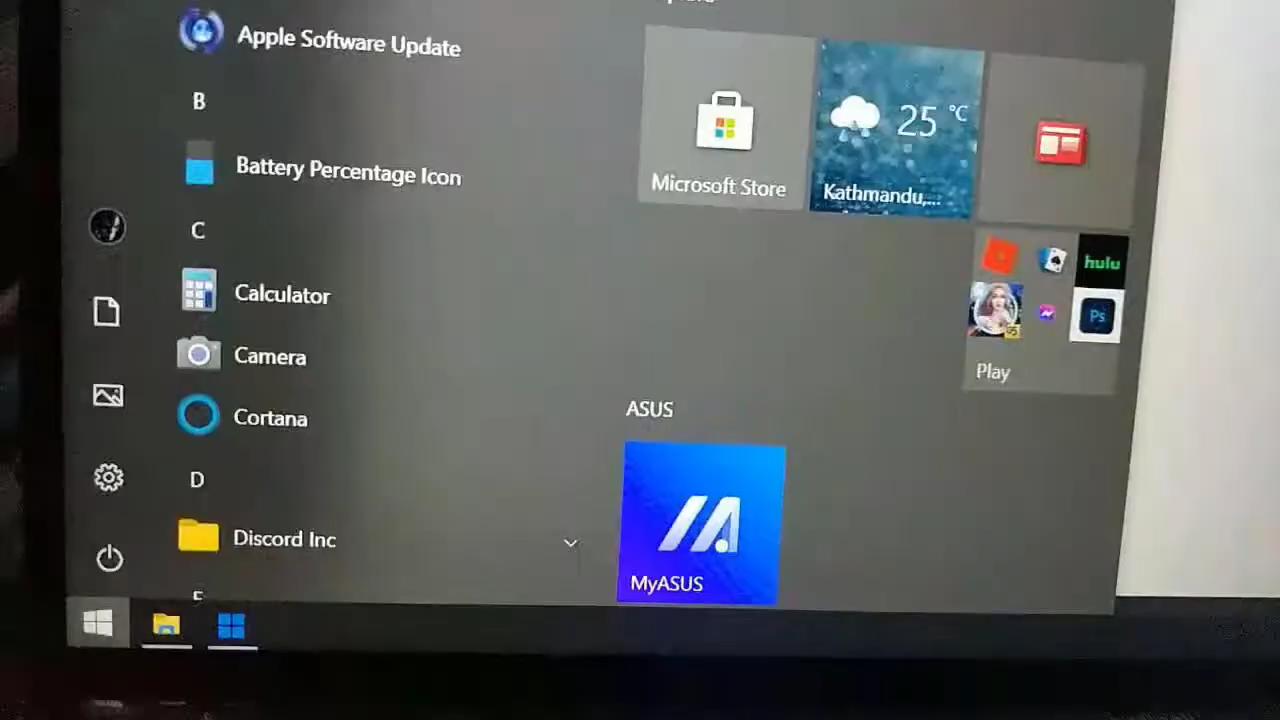 Apple Software Update
B
Battery Percentage Icon
C
Calculator
Camera
Cortana
D
Discord Inc
Microsoft Store
25 °C
Kathmandu,...
hulu
Ps
Play
ASUS
MyASUS